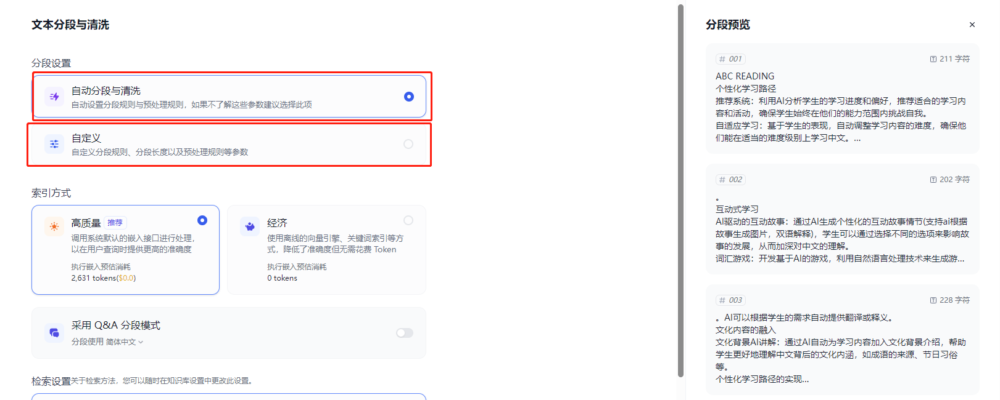 文本分段与清洗
分段设置
自动分段与清洗
自动设置分段规则与预处理规则，如果不了解这些参数建议选择此项
自定义
自定义分段规则、分段长度以及预处理规则等参数
索引方式
高质量 推荐
调用系统默认的嵌入接口进行处理，
以在用户查询时提供更高的准确度
执行嵌入预估消耗
2,631 tokens($0.0)
经济
使用离线的向量引擎、关键词索引等方
式，降低了准确度但无需花费 Token
执行嵌入预估消耗
0 tokens
采用 Q&A 分段模式
分段使用 简体中文
检索设置关于检索方法，您可以随时在知识库设置中更改此设置。
分段预览
# 001 211 字符
ABC READING
个性化学习路径
推荐系统：利用AI分析学生的学习进度和偏好，推荐适合的学习内
容和活动，确保学生始终在他们的能力范围内挑战自我。
自适应学习：基于学生的表现，自动调整学习内容的难度，确保他
们能在适当的难度级别上学习中文。...
# 002 202 字符
。
互动式学习
AI驱动的互动故事：通过AI生成个性化的互动故事情节(支持ai根据
故事生成图片，双语解释)，学生可以通过选择不同的选项来影响故
事的发展，从而加深对中文的理解。
词汇游戏：开发基于AI的游戏，利用自然语言处理技术来生成游...
# 003 228 字符
。AI可以根据学生的需求自动提供翻译或释义。
文化内容的融入
文化背景AI讲解：通过AI自动为学习内容加入文化背景介绍，帮助
学生更好地理解中文背后的文化内涵，如成语的来源、节日习俗
等。
个性化学习路径的实现...